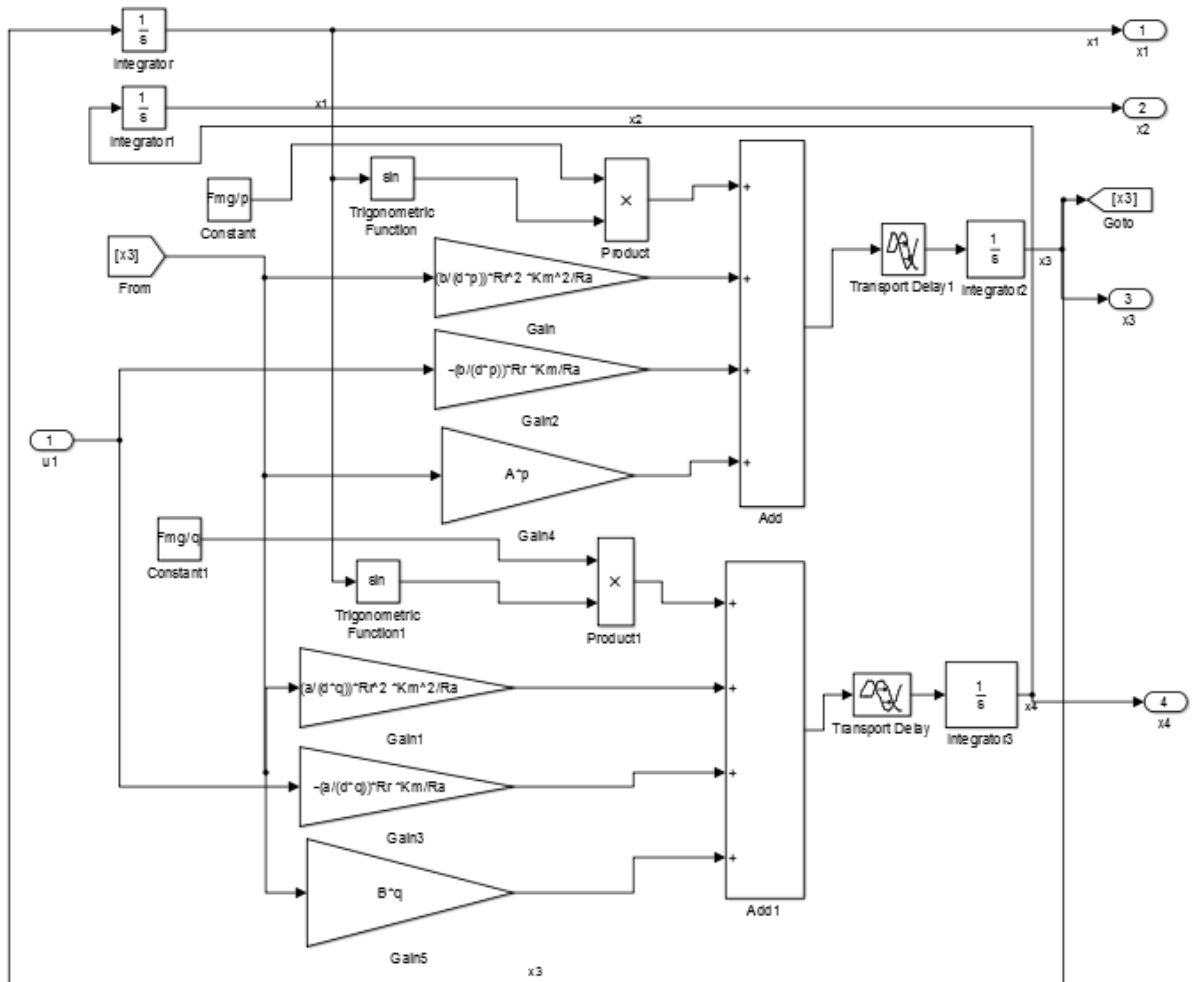 1
s
Integrator
x1
1
x1
1
s
Integrator1
x1
x2
2
x2
Fmg/p
Constant
sin
Trigonometric
Function
×
Product
+
[x3]
From
(b/(d*p))*Rr^2 *Km^2/Ra
Gain
+
-(b/(d*p))*Rr *Km/Ra
Gain2
+
A*p
Gain4
+
Add
Transport Delay1
1
s
Integrator2
x3
[x3]
Goto
3
x3
1
u1
Fmg/q
Constant1
sin
Trigonometric
Function1
×
Product1
+
(a/(d*q))*Rr^2 *Km^2/Ra
Gain1
+
-(a/(d*q))*Rr *Km/Ra
Gain3
+
B*q
Gain5
+
Add1
Transport Delay
1
s
Integrator3
x4
4
x4
x3